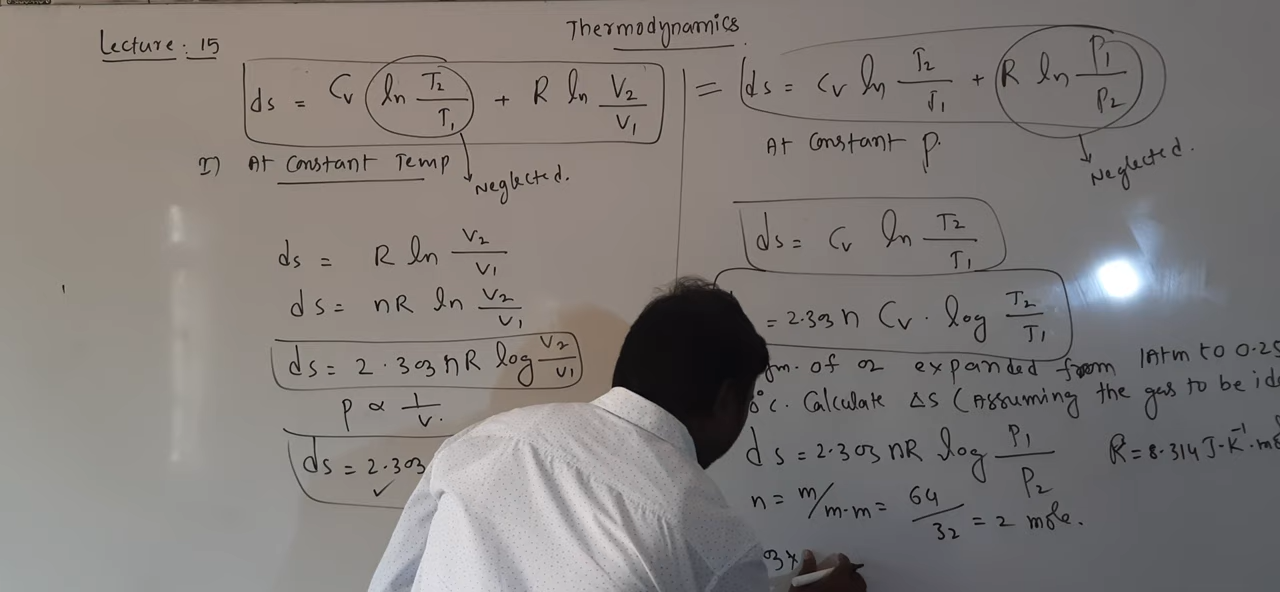 Lecture: 15
Thermodynamics
ds = Cv ln T2/T1 + R ln V2/V1
I) At Constant Temp
Neglected.
ds = R ln V2/V1
ds = nR ln V2/V1
ds = 2.303 nR log V2/V1
P ∝ 1/V.
ds = 2.303
= ds = Cv ln T2/T1 + R ln P1/P2
At Constant P.
Neglected.
ds = Cv ln T2/T1
= 2.303 n Cv. log T2/T1
gm. of O2 expanded from 1Atm to 0.25
°C. Calculate ΔS (Assuming the gas to be
ds = 2.303 nR log P1/P2
R = 8.314 J·K⁻¹·
n = m/m.m = 64/32 = 2 mole.
03×